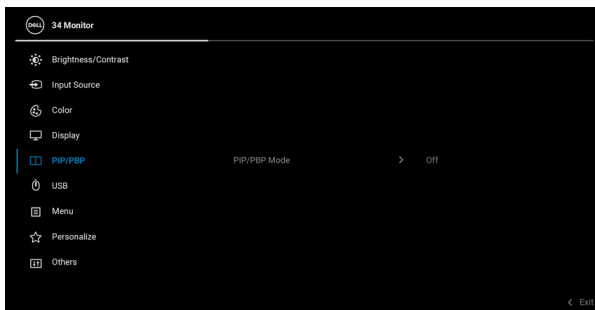 DELL 34 Monitor
Brightness/Contrast
Input Source
Color
Display
PIP/PBP PIP/PBP Mode Off
USB
Menu
Personalize
Others
Exit